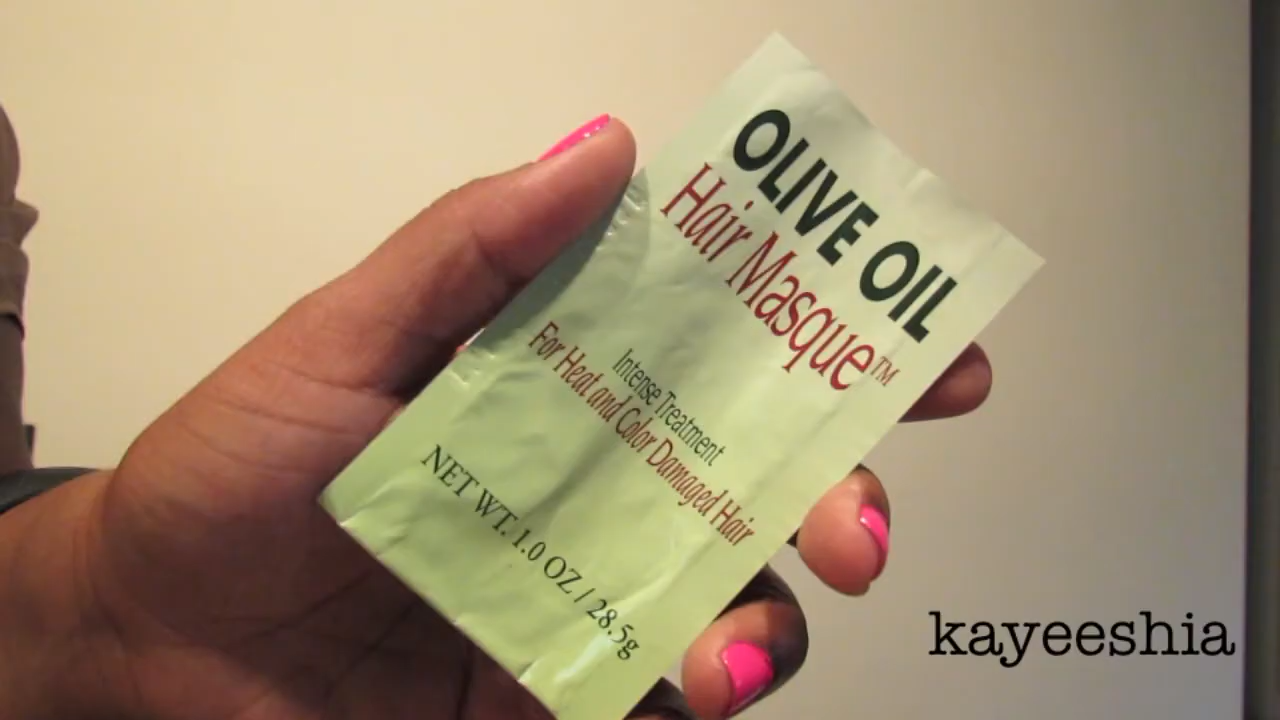 OLIVE OIL
Hair Masque™
Intense Treatment
For Heat and Color Damaged Hair
NET WT. 1.0 OZ / 28.5g
kayeeshia